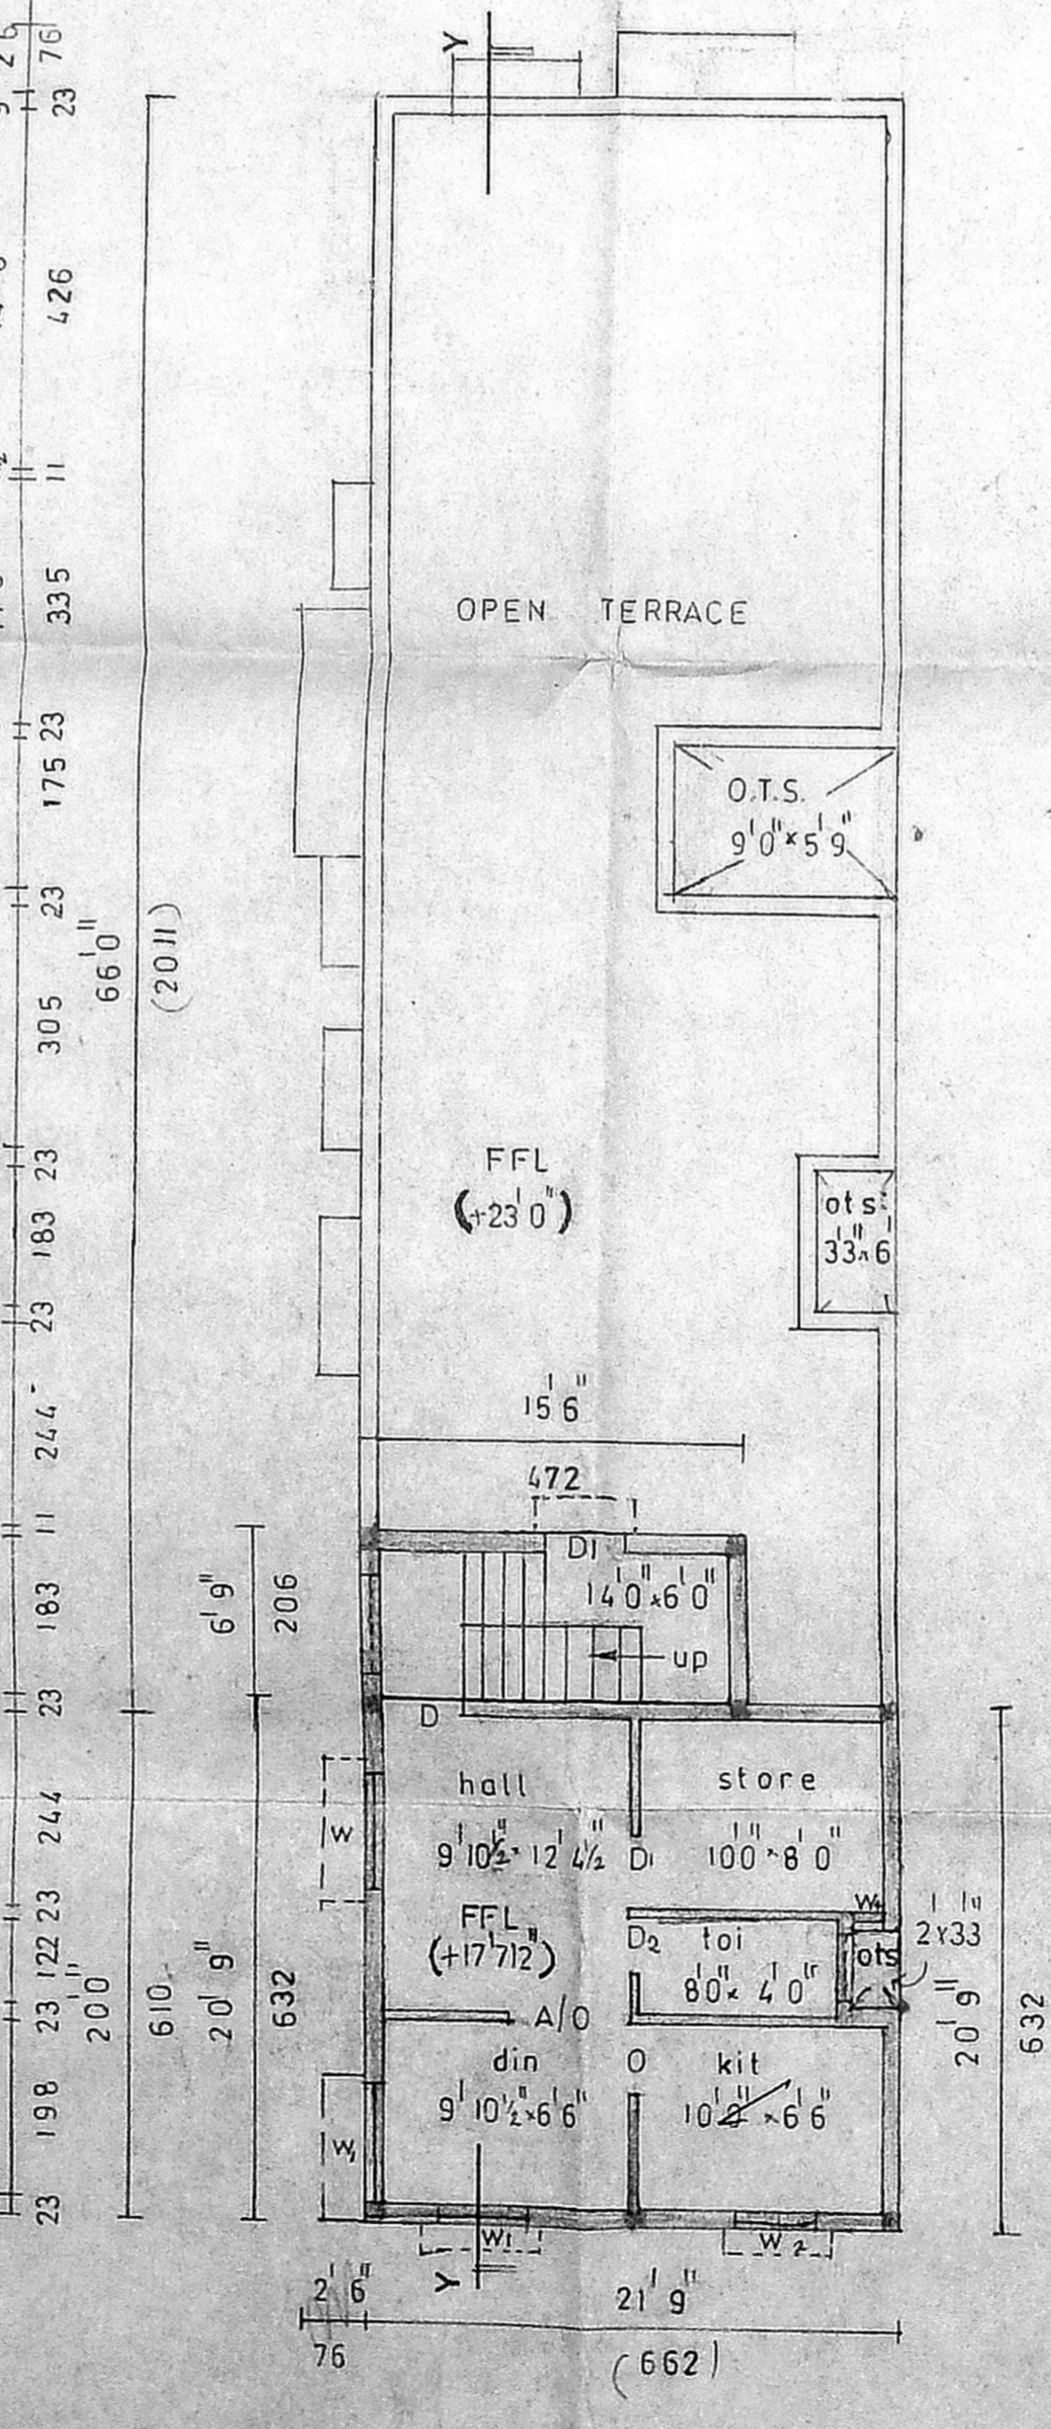 76
23
426
11
335
23
175
23
305
23
183
23
244
11
183
23
244
23
122
23
198
23
66'0"
(2011)
20'0"
610
6'9"
206
20'9"
632
Y
OPEN TERRACE
O.T.S.
9'0"x5'9"
FFL
(+23'0")
ots
3'3"x6'
15'6"
472
D1
14'0"x6'0"
up
D
hall
9'10½"x12'4½"
store
10'0"x8'0"
W
D1
FFL
(+17'712")
D2
toi
8'0"x4'0"
ots
A/O
din
9'10½"x6'6"
O
kit
10'0"x6'6"
W1
W1
W2
Y
20'9"
632
2'6"
76
21'9"
(662)